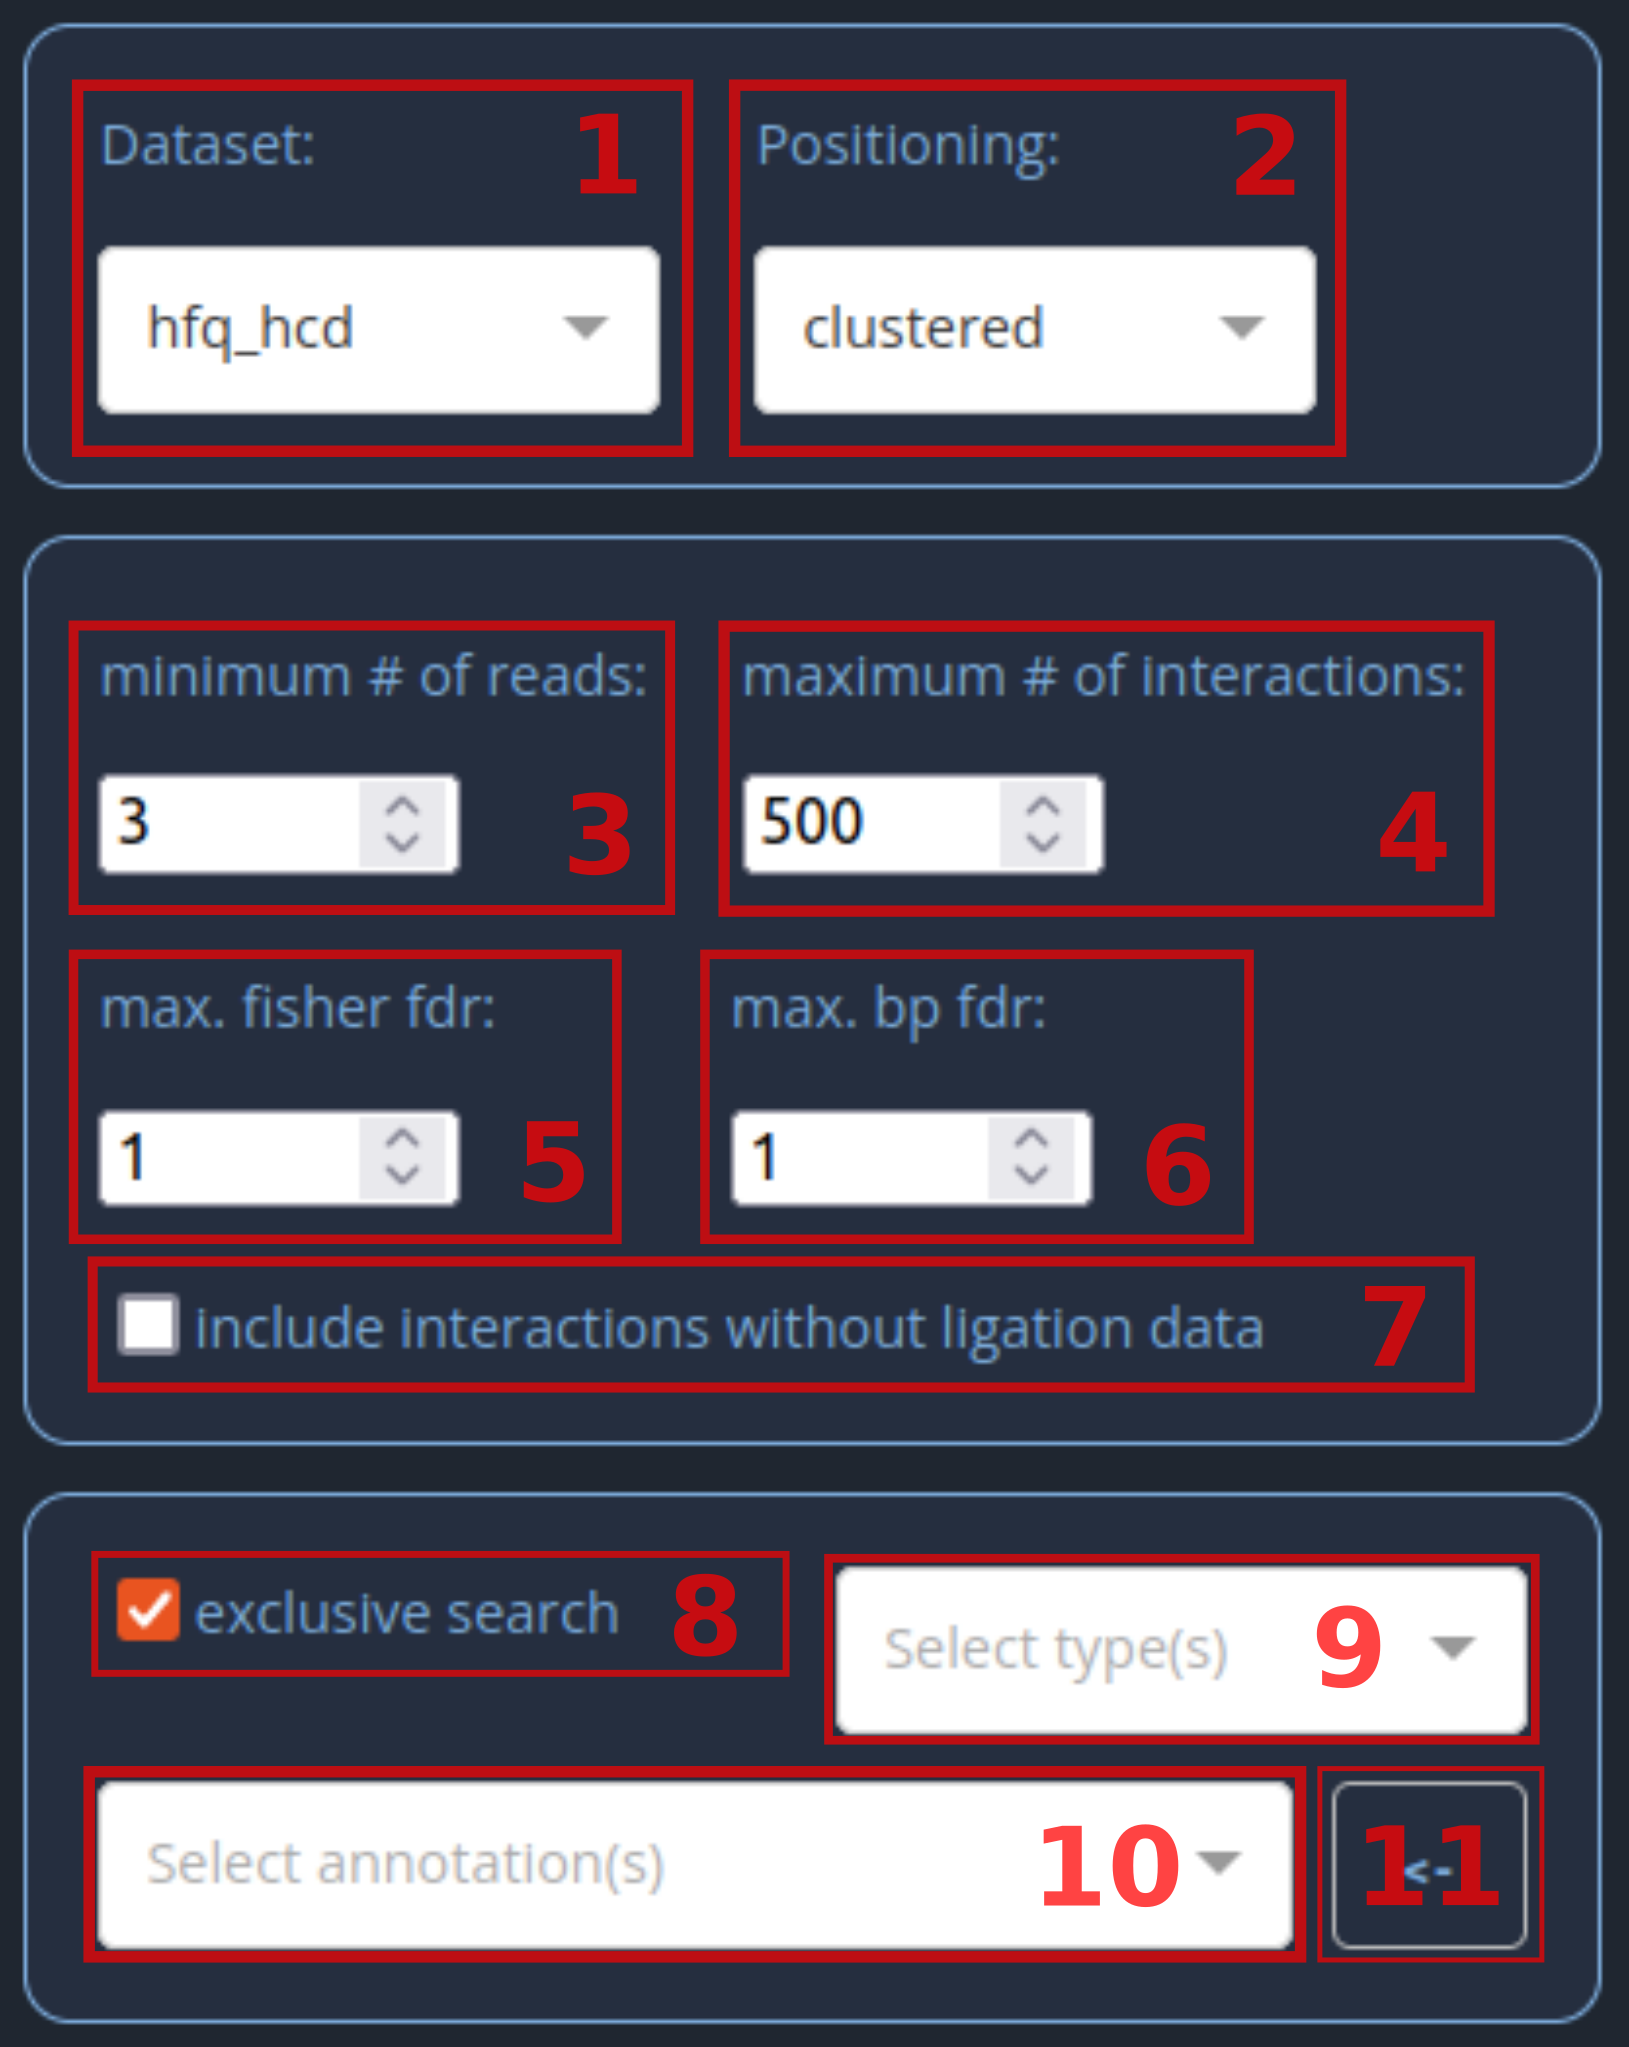 Dataset: 1
Positioning: 2
hfq_hcd
clustered
minimum # of reads:
maximum # of interactions:
3 3
500 4
max. fisher fdr:
max. bp fdr:
1 5
1 6
include interactions without ligation data 7
exclusive search 8
Select type(s) 9
Select annotation(s) 10
<- 11